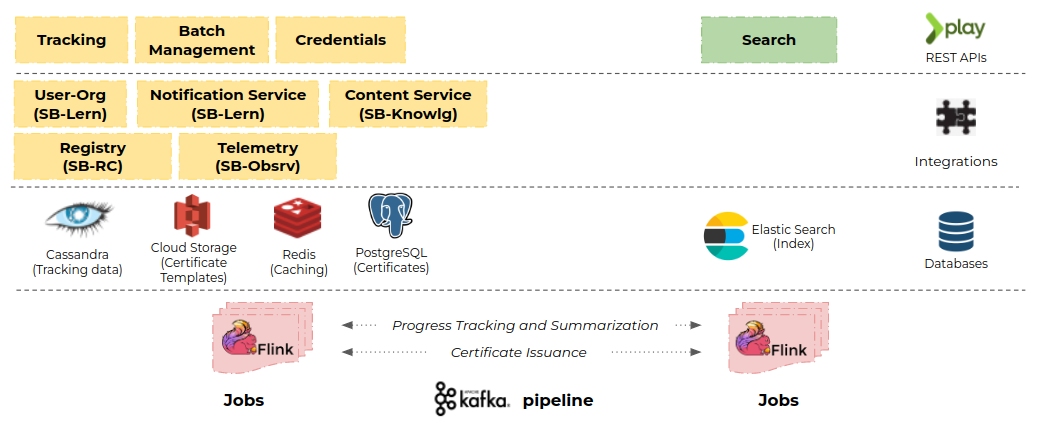 Tracking
Batch
Management
Credentials
Search
play
REST APIs
User-Org
(SB-Lern)
Notification Service
(SB-Lern)
Content Service
(SB-Knowlg)
Registry
(SB-RC)
Telemetry
(SB-Obsrv)
Integrations
Cassandra
(Tracking data)
Cloud Storage
(Certificate
Templates)
Redis
(Caching)
PostgreSQL
(Certificates)
Elastic Search
(Index)
Databases
Flink
Progress Tracking and Summarization
Certificate Issuance
Flink
Jobs
APACHE
kafka® pipeline
Jobs